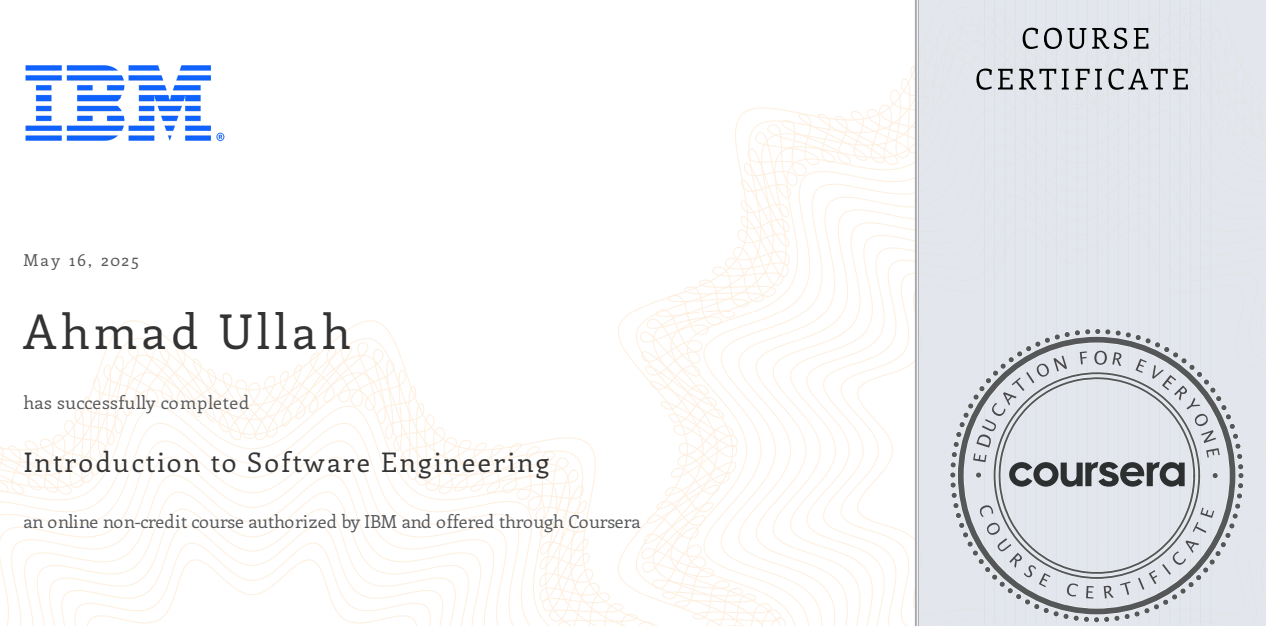 IBM®
May 16, 2025
Ahmad Ullah
has successfully completed
Introduction to Software Engineering
an online non-credit course authorized by IBM and offered through Coursera
COURSE
CERTIFICATE
EDUCATION FOR EVERYONE
coursera
COURSE CERTIFICATE